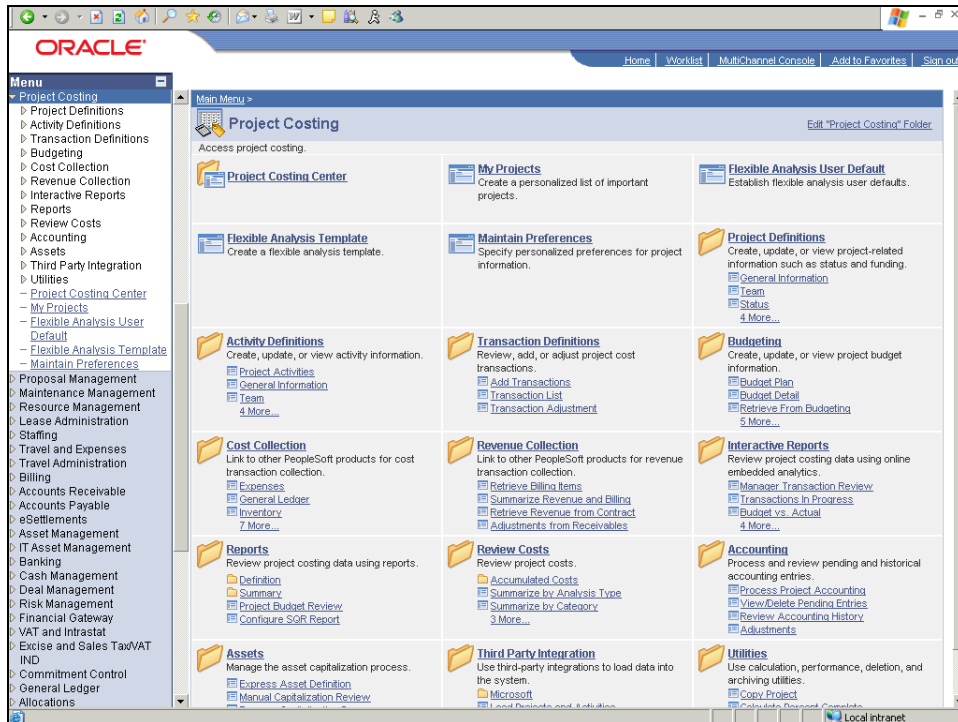 ORACLE'
Home | Worklist | MultiChannel Console | Add to Favorites | Sign out
Menu
Project Costing
Project Definitions
Activity Definitions
Transaction Definitions
Budgeting
Cost Collection
Revenue Collection
Interactive Reports
Reports
Review Costs
Accounting
Assets
Third Party Integration
Utilities
– Project Costing Center
– My Projects
– Flexible Analysis User
Default
– Flexible Analysis Template
– Maintain Preferences
Proposal Management
Maintenance Management
Resource Management
Lease Administration
Staffing
Travel and Expenses
Travel Administration
Billing
Accounts Receivable
Accounts Payable
eSettlements
Asset Management
IT Asset Management
Banking
Cash Management
Deal Management
Risk Management
Financial Gateway
VAT and Intrastat
Excise and Sales Tax/VAT
IND
Commitment Control
General Ledger
Allocations
Main Menu >
Project Costing
Edit "Project Costing" Folder
Access project costing.
Project Costing Center
My Projects
Create a personalized list of important
projects.
Flexible Analysis User Default
Establish flexible analysis user defaults.
Flexible Analysis Template
Create a flexible analysis template.
Maintain Preferences
Specify personalized preferences for project
information.
Project Definitions
Create, update, or view project-related
information such as status and funding.
General Information
Team
Status
4 More...
Activity Definitions
Create, update, or view activity information.
Project Activities
General Information
Team
4 More...
Transaction Definitions
Review, add, or adjust project cost
transactions.
Add Transactions
Transaction List
Transaction Adjustment
Budgeting
Create, update, or view project budget
information.
Budget Plan
Budget Detail
Retrieve From Budgeting
5 More...
Cost Collection
Link to other PeopleSoft products for cost
transaction collection.
Expenses
General Ledger
Inventory
7 More...
Revenue Collection
Link to other PeopleSoft products for revenue
transaction collection.
Retrieve Billing Items
Summarize Revenue and Billing
Retrieve Revenue from Contract
Adjustments from Receivables
Interactive Reports
Review project costing data using online
embedded analytics.
Manager Transaction Review
Transactions In Progress
Budget vs. Actual
4 More...
Reports
Review project costing data using reports.
Definition
Summary
Project Budget Review
Configure SGR Report
Review Costs
Review project costs.
Accumulated Costs
Summarize by Analysis Type
Summarize by Category
3 More...
Accounting
Process and review pending and historical
accounting entries.
Process Project Accounting
View/Delete Pending Entries
Review Accounting History
Adjustments
Assets
Manage the asset capitalization process.
Express Asset Definition
Manual Capitalization Review
Third Party Integration
Use third-party integrations to load data into
the system.
Microsoft
Load Projects and Activities
Utilities
Use calculation, performance, deletion, and
archiving utilities.
Copy Project
Calculate Percent Complete
Local intranet